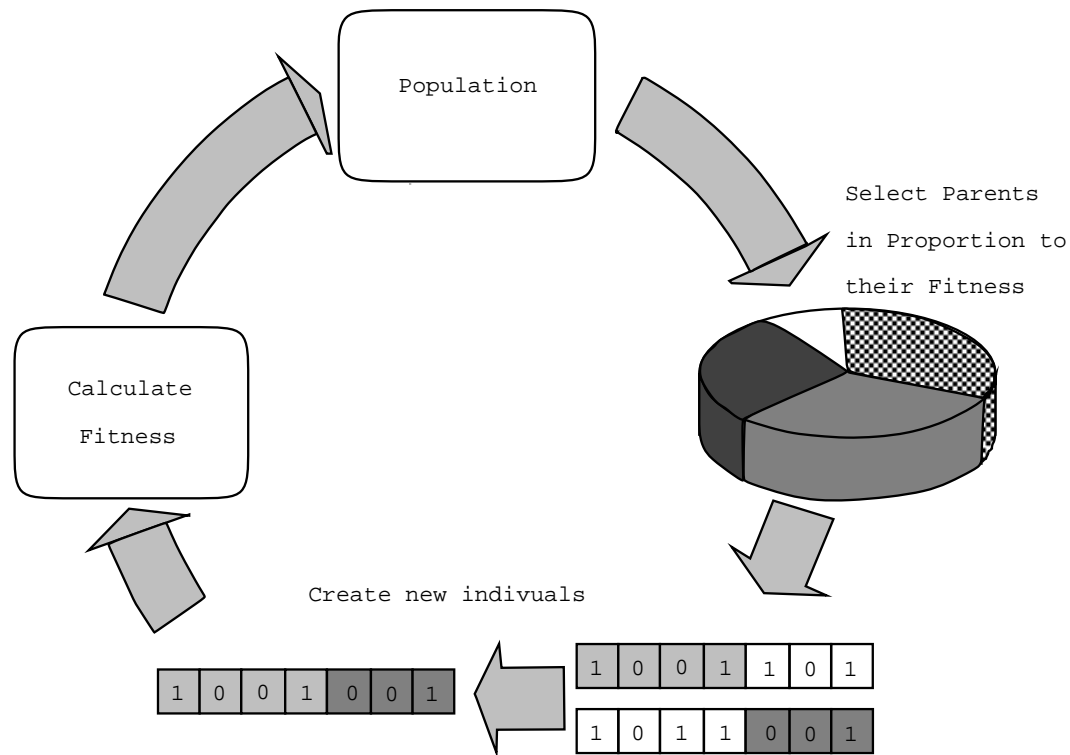 Population
Select Parents
in Proportion to
their Fitness
Calculate
Fitness
Create new indivuals
1 0 0 1 1 0 1
1 0 0 1 0 0 1
1 0 1 1 0 0 1